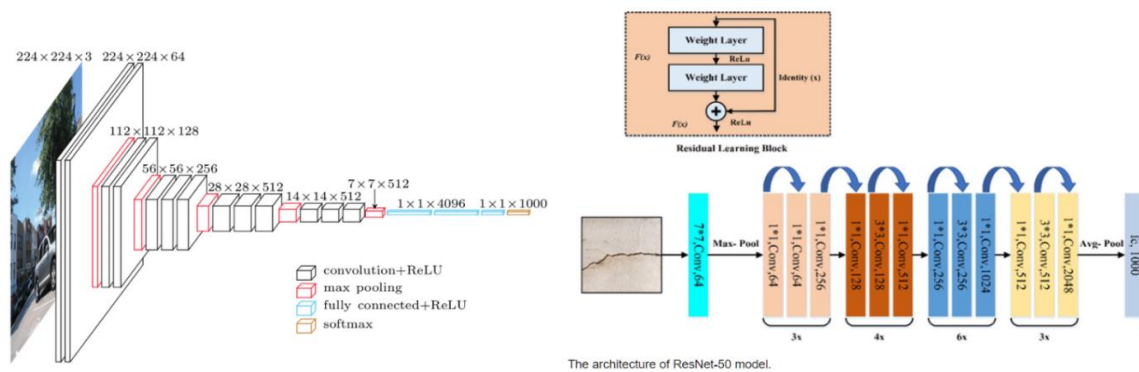 224×224×3
224×224×64
112×112×128
56×56×256
28×28×512
14×14×512
7×7×512
1×1×4096
1×1×1000
convolution+ReLU
max pooling
fully connected+ReLU
softmax
Weight Layer
F(x)
ReLu
Weight Layer
Identity (x)
+
F(x)
ReLu
Residual Learning Block
7*7,Conv,64
Max- Pool
1*1,Conv,64
1*1,Conv,64
1*1,Conv,256
3x
1*1,Conv,128
3*3,Conv,128
1*1,Conv,512
4x
1*1,Conv,256
3*3,Conv,256
1*1,Conv,1024
6x
1*1,Conv,512
3*3,Conv,512
1*1,Conv,2048
3x
Avg- Pool
fc, 1000
The architecture of ResNet-50 model.